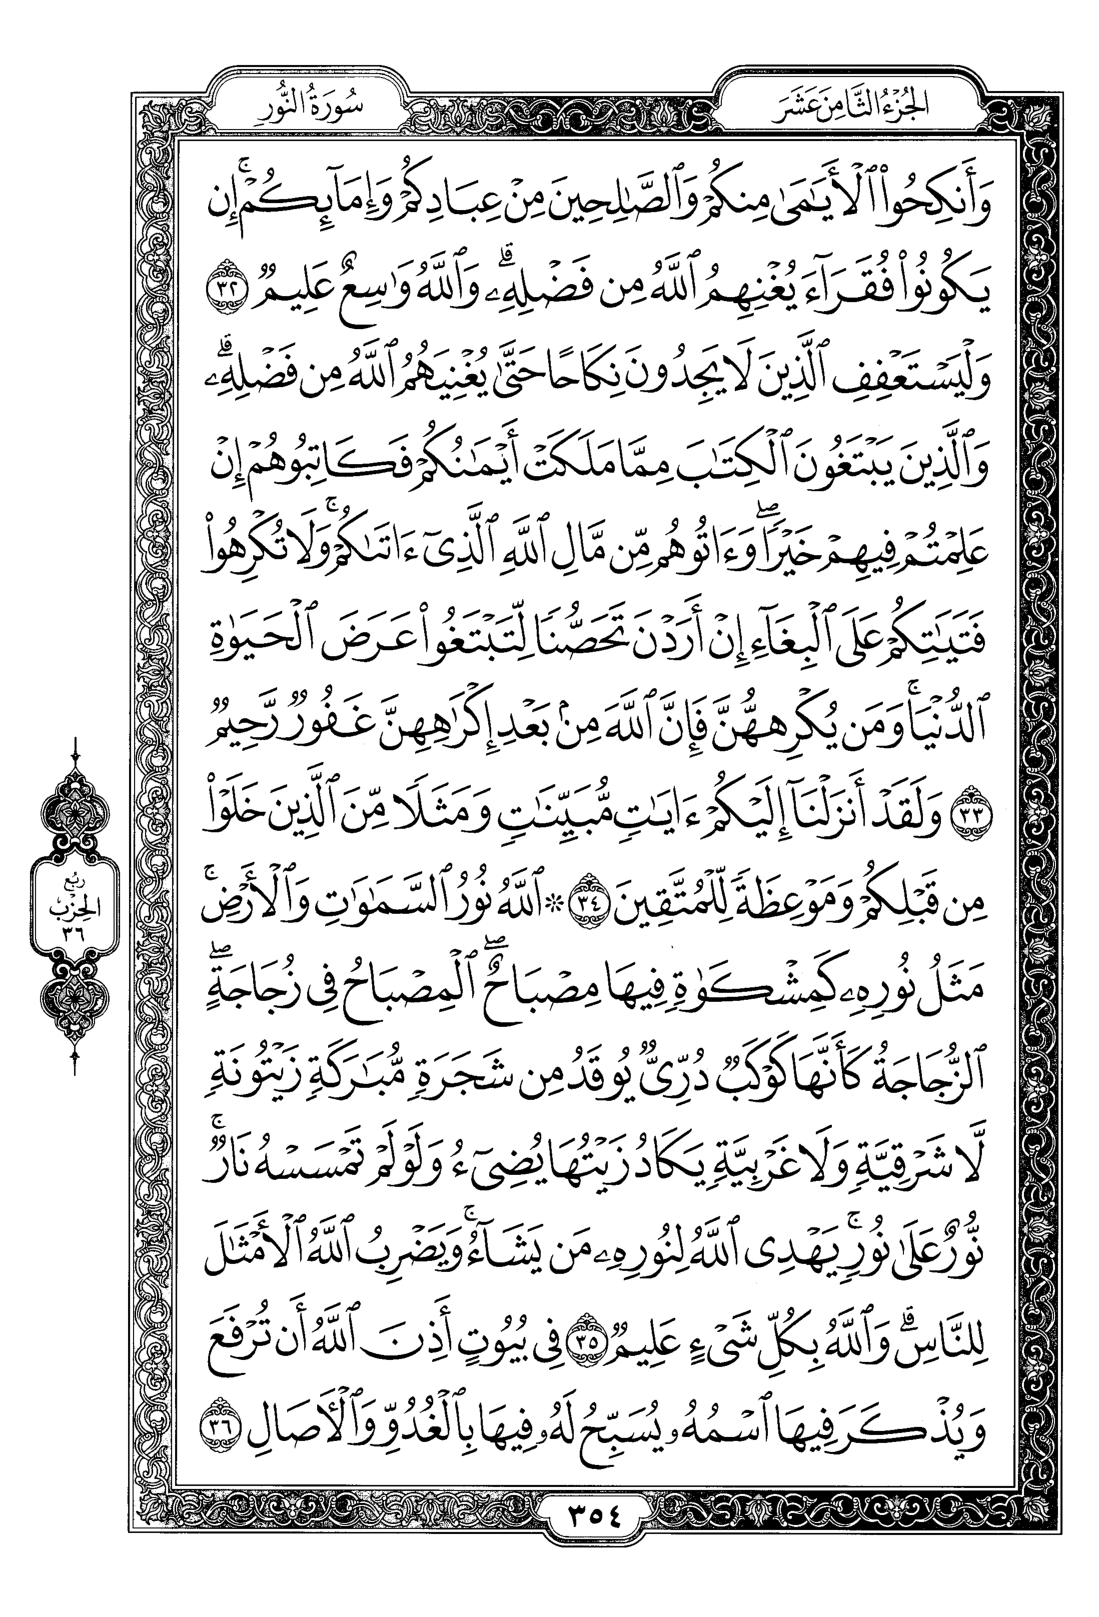 الجُزْءُ الثَّامِنَ عَشَرَ
سُورَةُ النُّورِ
وَأَنكِحُوا۟ ٱلْأَيَـٰمَىٰ مِنكُمْ وَٱلصَّـٰلِحِينَ مِنْ عِبَادِكُمْ وَإِمَآئِكُمْ ۚ إِن
يَكُونُوا۟ فُقَرَآءَ يُغْنِهِمُ ٱللَّهُ مِن فَضْلِهِۦ ۗ وَٱللَّهُ وَٰسِعٌ عَلِيمٌ ٣٢
وَلْيَسْتَعْفِفِ ٱلَّذِينَ لَا يَجِدُونَ نِكَاحًا حَتَّىٰ يُغْنِيَهُمُ ٱللَّهُ مِن فَضْلِهِۦ ۗ
وَٱلَّذِينَ يَبْتَغُونَ ٱلْكِتَـٰبَ مِمَّا مَلَكَتْ أَيْمَـٰنُكُمْ فَكَاتِبُوهُمْ إِنْ
عَلِمْتُمْ فِيهِمْ خَيْرًا ۖ وَءَاتُوهُم مِّن مَّالِ ٱللَّهِ ٱلَّذِىٓ ءَاتَىٰكُمْ ۚ وَلَا تُكْرِهُوا۟
فَتَيَـٰتِكُمْ عَلَى ٱلْبِغَآءِ إِنْ أَرَدْنَ تَحَصُّنًا لِّتَبْتَغُوا۟ عَرَضَ ٱلْحَيَوٰةِ
ٱلدُّنْيَا ۚ وَمَن يُكْرِههُّنَّ فَإِنَّ ٱللَّهَ مِنۢ بَعْدِ إِكْرَٰهِهِنَّ غَفُورٌ رَّحِيمٌ
٣٣ وَلَقَدْ أَنزَلْنَآ إِلَيْكُمْ ءَايَـٰتٍ مُّبَيِّنَـٰتٍ وَمَثَلًا مِّنَ ٱلَّذِينَ خَلَوْا۟
مِن قَبْلِكُمْ وَمَوْعِظَةً لِّلْمُتَّقِينَ ٣٤ ۞ ٱللَّهُ نُورُ ٱلسَّمَـٰوَٰتِ وَٱلْأَرْضِ ۚ
مَثَلُ نُورِهِۦ كَمِشْكَوٰةٍ فِيهَا مِصْبَاحٌ ۖ ٱلْمِصْبَاحُ فِى زُجَاجَةٍ ۖ
ٱلزُّجَاجَةُ كَأَنَّهَا كَوْكَبٌ دُرِّىٌّ يُوقَدُ مِن شَجَرَةٍ مُّبَـٰرَكَةٍ زَيْتُونَةٍ
لَّا شَرْقِيَّةٍ وَلَا غَرْبِيَّةٍ يَكَادُ زَيْتُهَا يُضِىٓءُ وَلَوْ لَمْ تَمْسَسْهُ نَارٌ ۚ
نُّورٌ عَلَىٰ نُورٍ ۗ يَهْدِى ٱللَّهُ لِنُورِهِۦ مَن يَشَآءُ ۚ وَيَضْرِبُ ٱللَّهُ ٱلْأَمْثَـٰلَ
لِلنَّاسِ ۗ وَٱللَّهُ بِكُلِّ شَىْءٍ عَلِيمٌ ٣٥ فِى بُيُوتٍ أَذِنَ ٱللَّهُ أَن تُرْفَعَ
وَيُذْكَرَ فِيهَا ٱسْمُهُۥ يُسَبِّحُ لَهُۥ فِيهَا بِٱلْغُدُوِّ وَٱلْـَٔاصَالِ ٣٦
رُبُع
الحِزْبِ
٣٦
٣٥٤